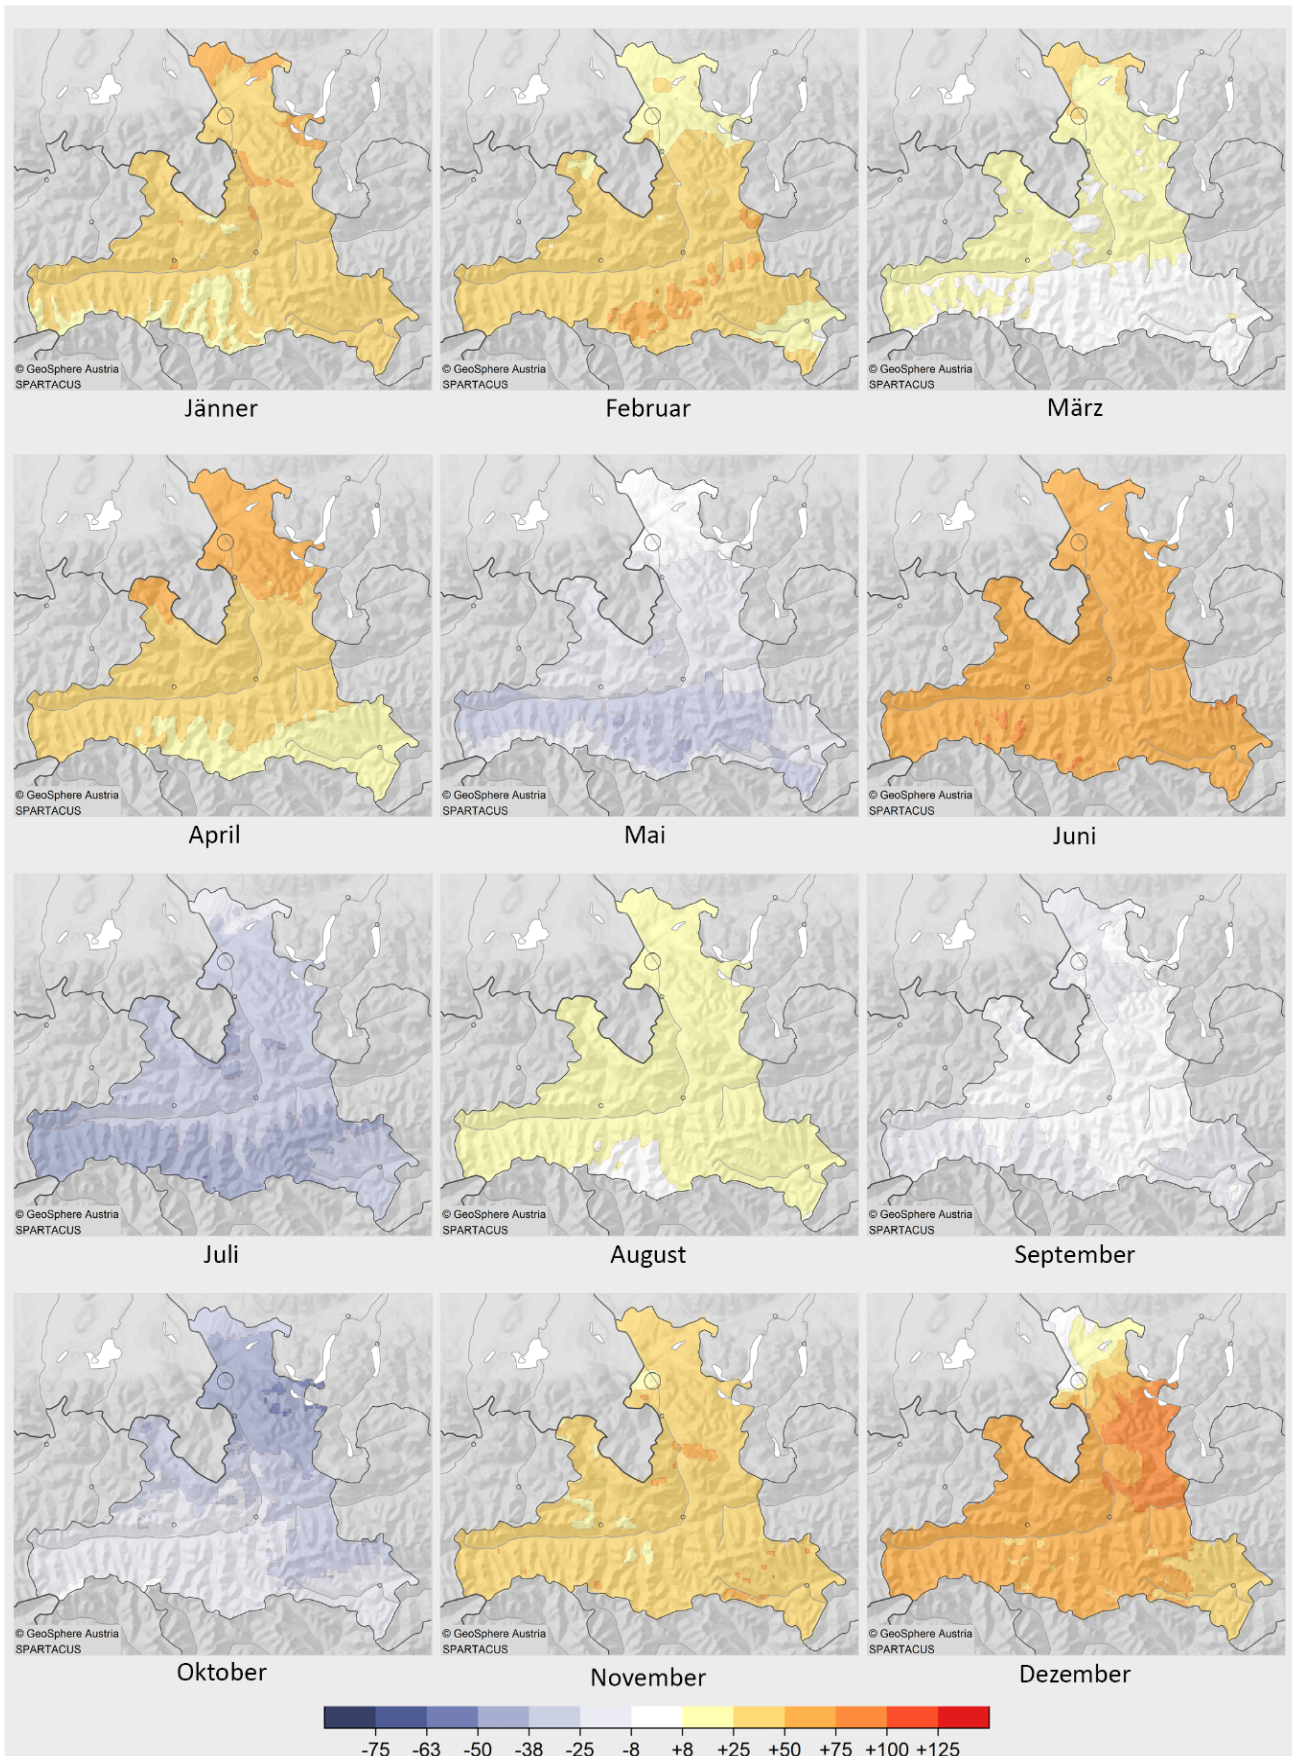 © GeoSphere Austria
SPARTACUS
© GeoSphere Austria
SPARTACUS
© GeoSphere Austria
SPARTACUS
Jänner
Februar
März
© GeoSphere Austria
SPARTACUS
© GeoSphere Austria
SPARTACUS
© GeoSphere Austria
SPARTACUS
April
Mai
Juni
© GeoSphere Austria
SPARTACUS
© GeoSphere Austria
SPARTACUS
© GeoSphere Austria
SPARTACUS
Juli
August
September
© GeoSphere Austria
SPARTACUS
© GeoSphere Austria
SPARTACUS
© GeoSphere Austria
SPARTACUS
Oktober
November
Dezember
-75 -63 -50 -38 -25 -8 +8 +25 +50 +75 +100 +125